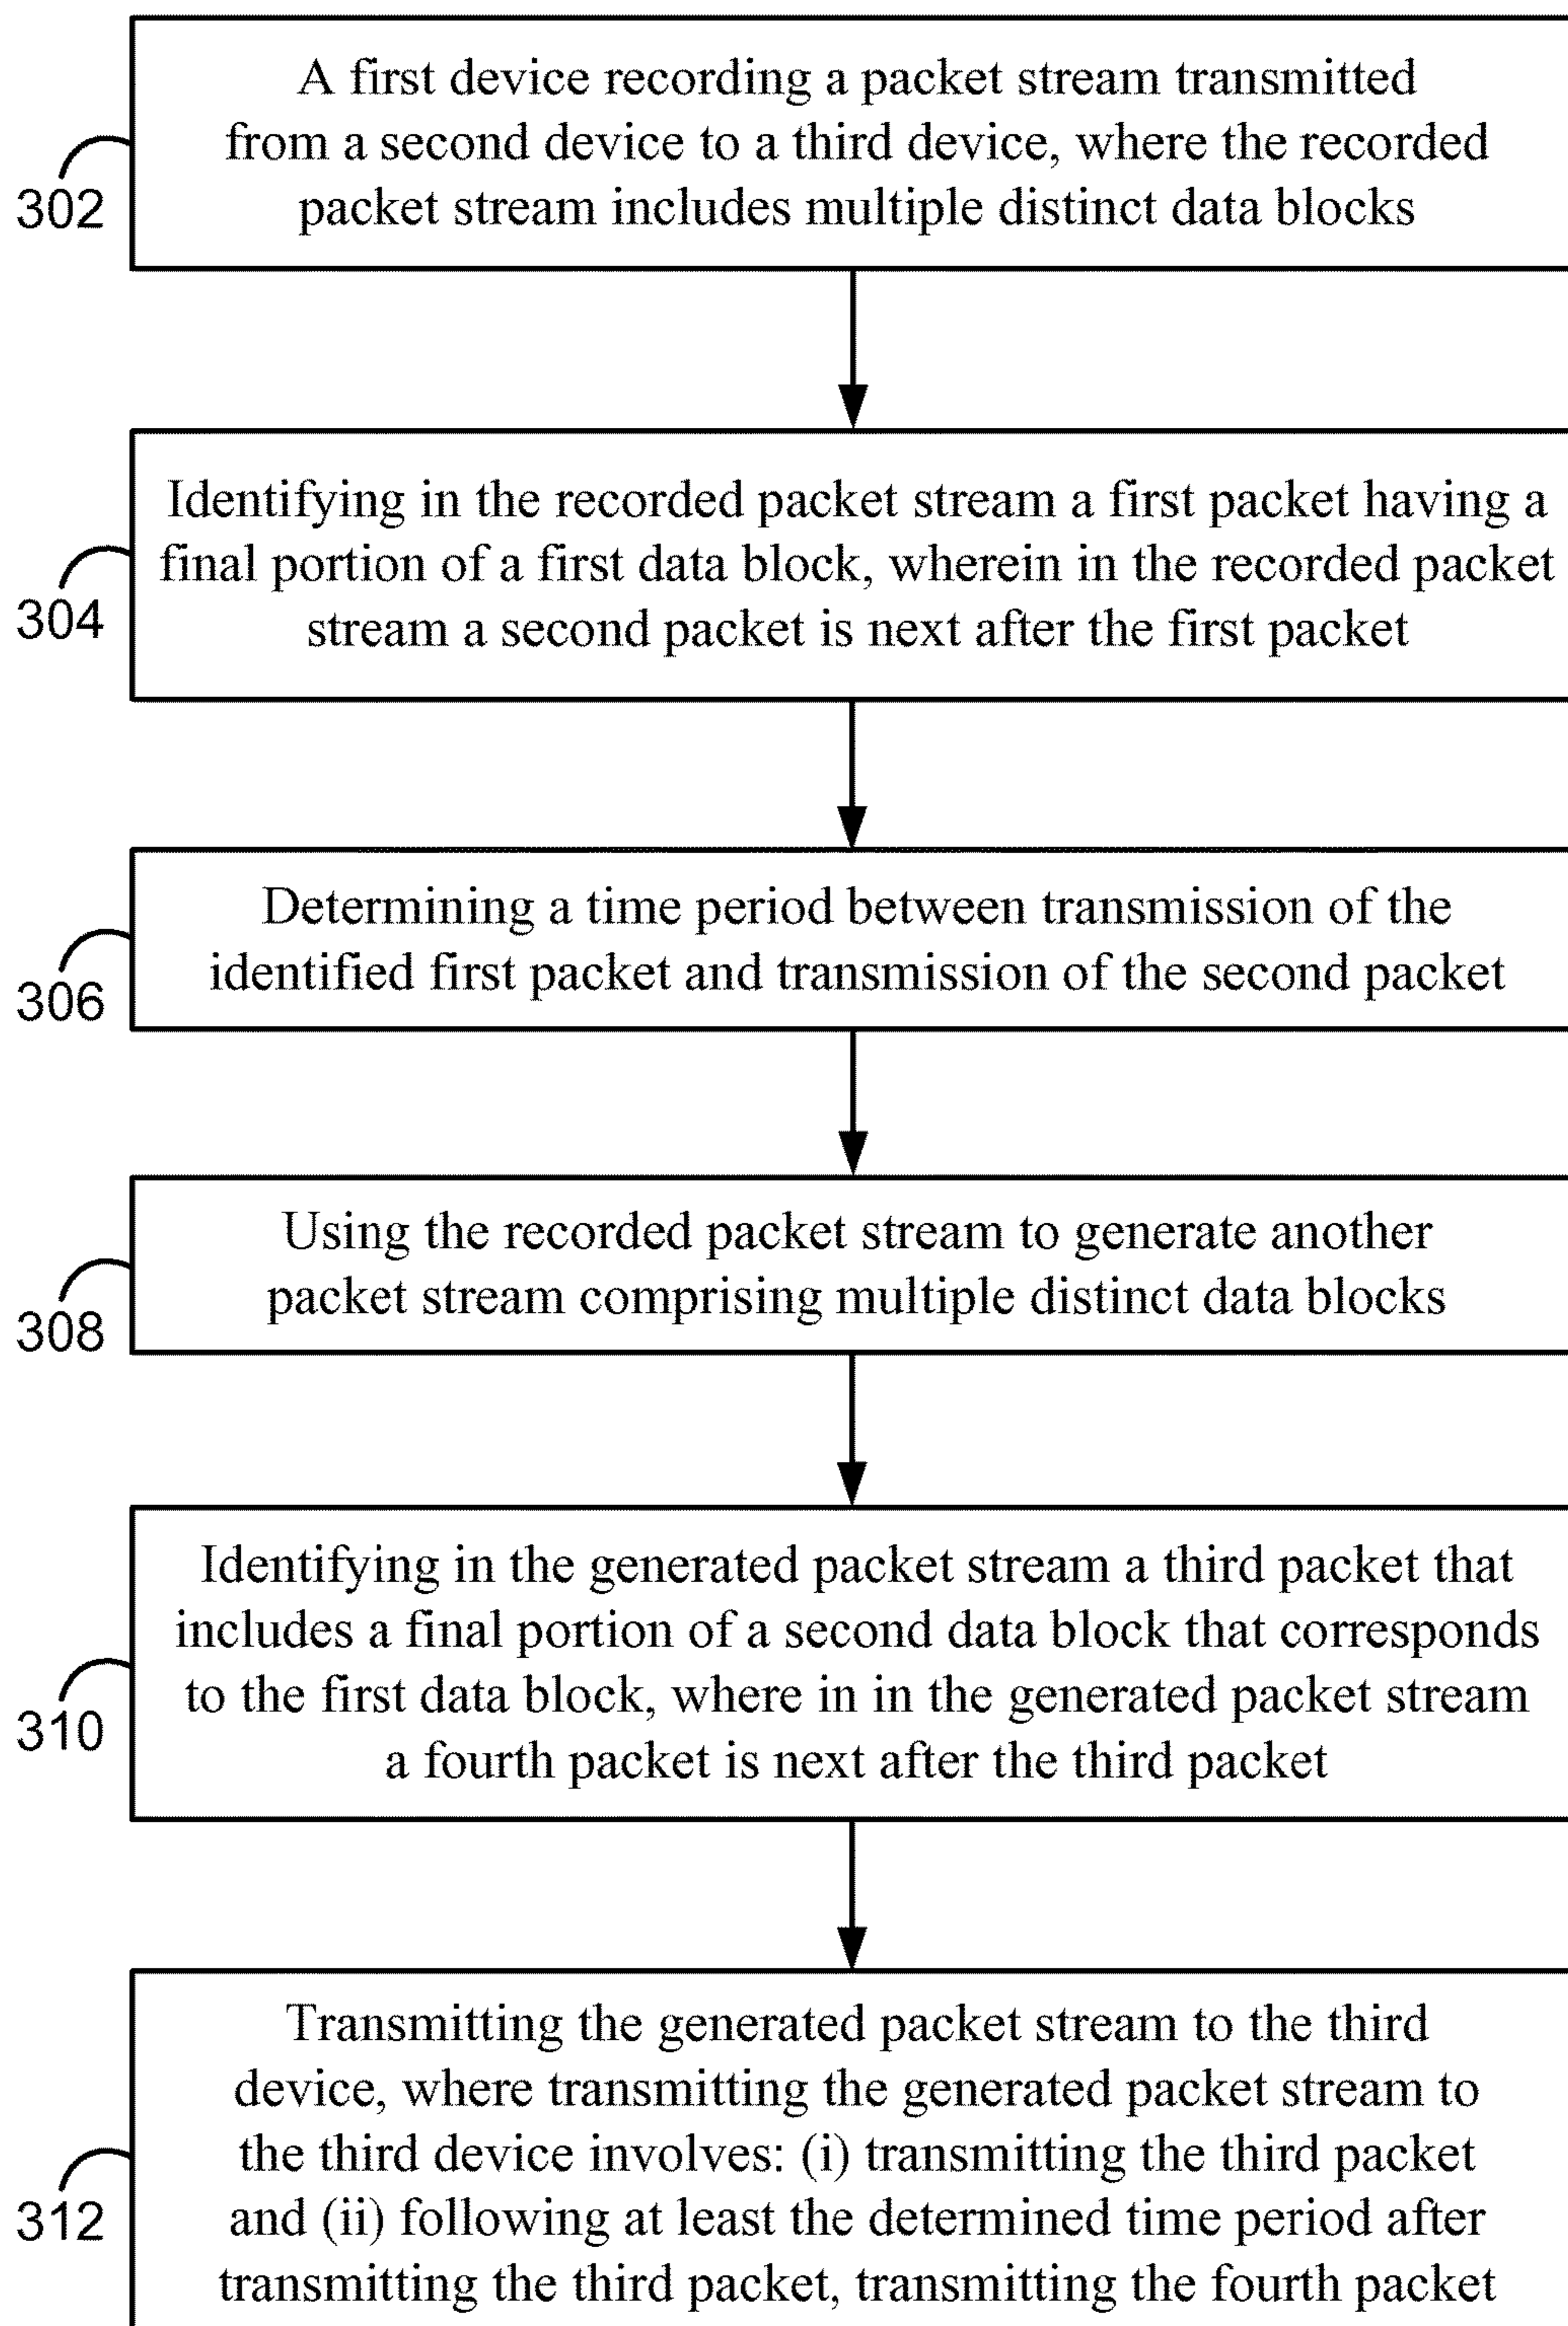 A first device recording a packet stream transmitted
from a second device to a third device, where the recorded
packet stream includes multiple distinct data blocks
302
Identifying in the recorded packet stream a first packet having a
final portion of a first data block, wherein in the recorded packet
stream a second packet is next after the first packet
304
Determining a time period between transmission of the
identified first packet and transmission of the second packet
306
Using the recorded packet stream to generate another
packet stream comprising multiple distinct data blocks
308
Identifying in the generated packet stream a third packet that
includes a final portion of a second data block that corresponds
to the first data block, where in in the generated packet stream
a fourth packet is next after the third packet
310
Transmitting the generated packet stream to the third
device, where transmitting the generated packet stream to
the third device involves: (i) transmitting the third packet
and (ii) following at least the determined time period after
transmitting the third packet, transmitting the fourth packet
312